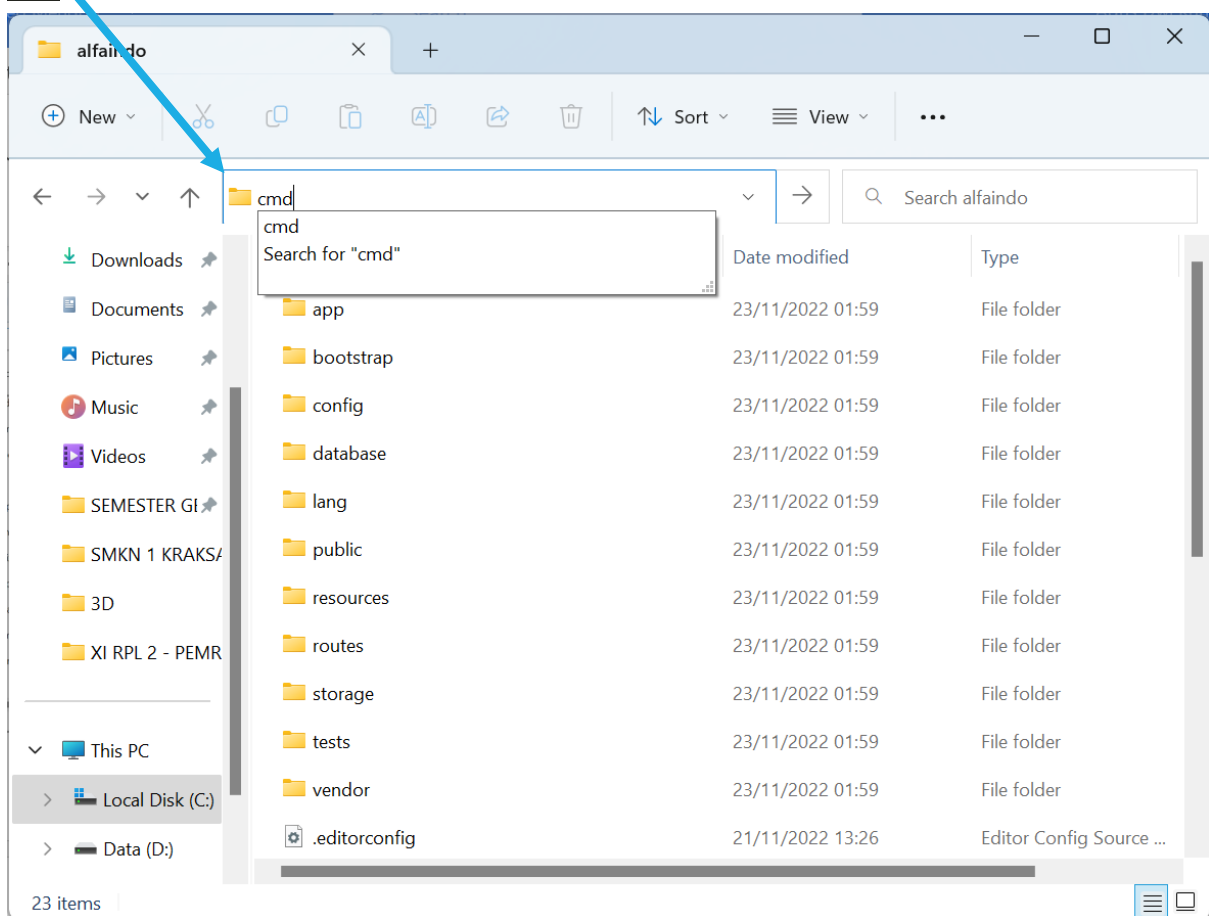 alfaindo
New
Sort
View
cmd
Search alfaindo
cmd
Search for "cmd"
Date modified
Type
Downloads
Documents
Pictures
Music
Videos
SEMESTER GE
SMKN 1 KRAKSA
3D
XI RPL 2 - PEMR
This PC
Local Disk (C:)
Data (D:)
app 23/11/2022 01:59 File folder
bootstrap 23/11/2022 01:59 File folder
config 23/11/2022 01:59 File folder
database 23/11/2022 01:59 File folder
lang 23/11/2022 01:59 File folder
public 23/11/2022 01:59 File folder
resources 23/11/2022 01:59 File folder
routes 23/11/2022 01:59 File folder
storage 23/11/2022 01:59 File folder
tests 23/11/2022 01:59 File folder
vendor 23/11/2022 01:59 File folder
.editorconfig 21/11/2022 13:26 Editor Config Source ...
23 items